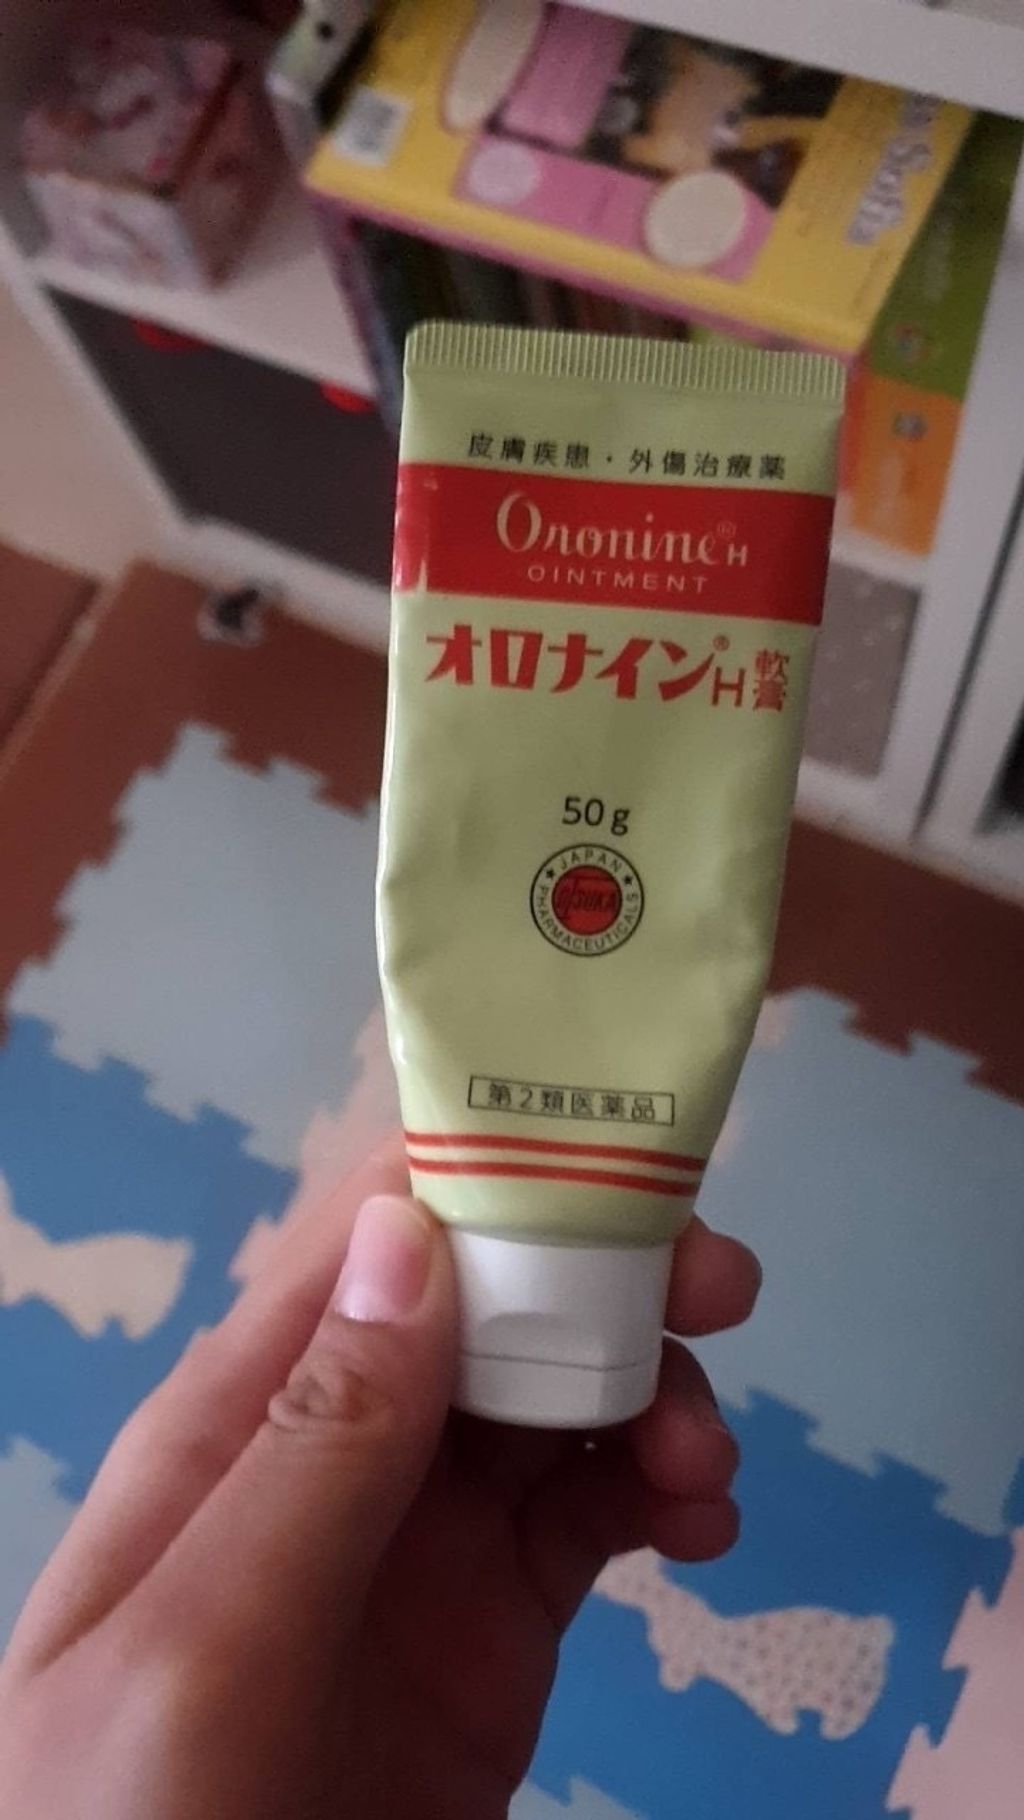 皮膚疾患・外傷治療薬
Oronine® H
OINTMENT
オロナイン®H軟膏
50g
JAPAN
OTSUKA
PHARMACEUTICALS
第2類医薬品